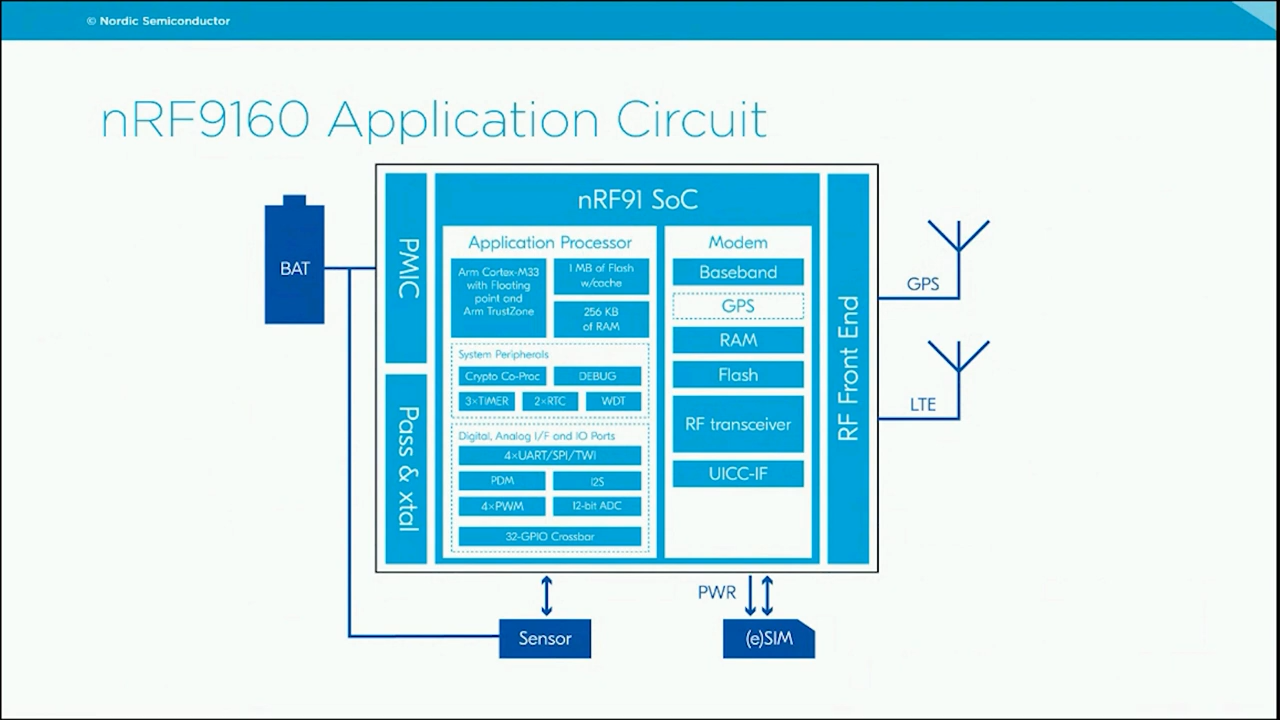 © Nordic Semiconductor
nRF9160 Application Circuit
BAT
PMIC
Pass & xtal
nRF91 SoC
Application Processor
Arm Cortex-M33
with Floating
point and
Arm TrustZone
1 MB of Flash
w/cache
256 KB
of RAM
System Peripherals
Crypto Co-Proc
DEBUG
3×TIMER
2×RTC
WDT
Digital, Analog I/F and IO Ports
4×UART/SPI/TWI
PDM
I2S
4×PWM
12-bit ADC
32-GPIO Crossbar
Modem
Baseband
GPS
RAM
Flash
RF transceiver
UICC-IF
RF Front End
GPS
LTE
PWR
Sensor
(e)SIM